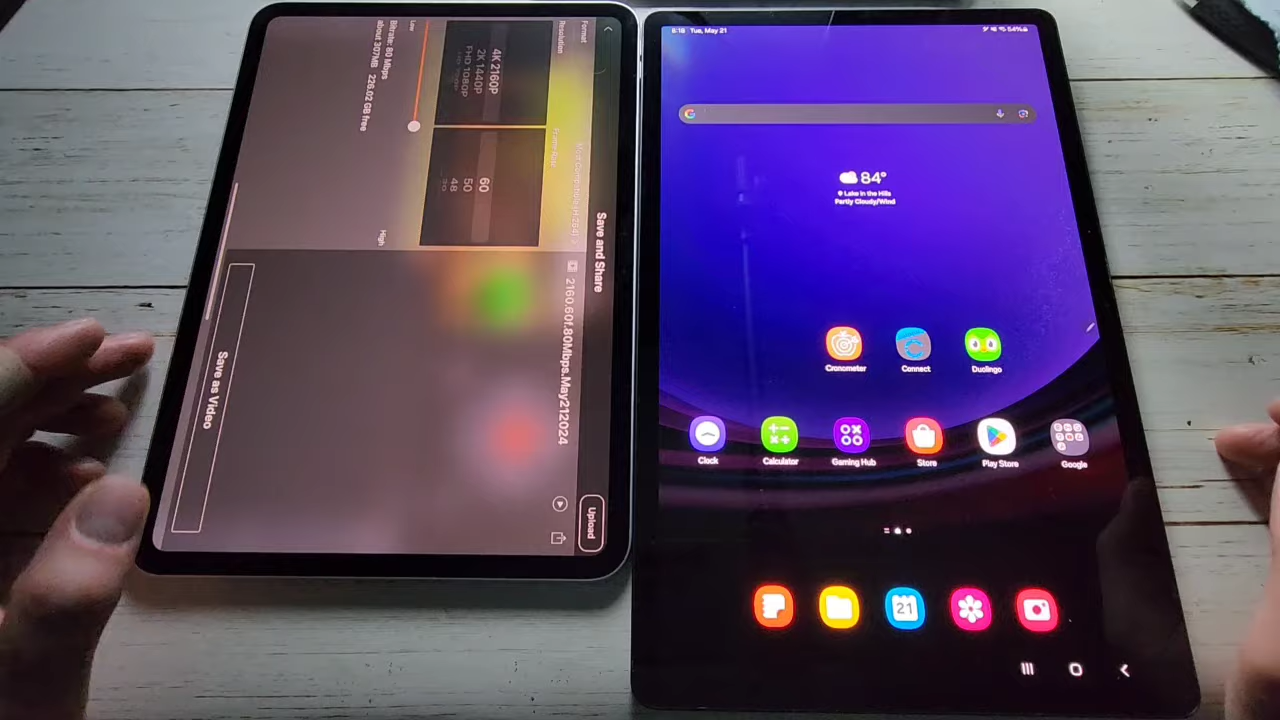 Save and Share
Upload
Format
Resolution
4K 2160P
2K 1440P
FHD 1080P
Frame Rate
60
50
48
Low
High
Bitrate: 80 Mbps
about 307MB 226.02 GB free
2160.60f.80Mbps.May212024
Save as Video
Tue, May 21
54%
84°
Lake in the Hills
Partly Cloudy/Wind
Cronometer
Connect
Duolingo
Clock
Calculator
Gaming Hub
Store
Play Store
Google
21